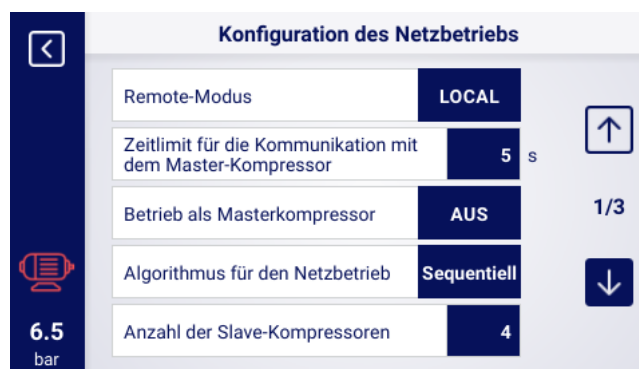 Konfiguration des Netzbetriebs
Remote-Modus LOCAL
Zeitlimit für die Kommunikation mit
dem Master-Kompressor
5 s
Betrieb als Masterkompressor AUS
1/3
Algorithmus für den Netzbetrieb Sequentiell
Anzahl der Slave-Kompressoren 4
6.5
bar